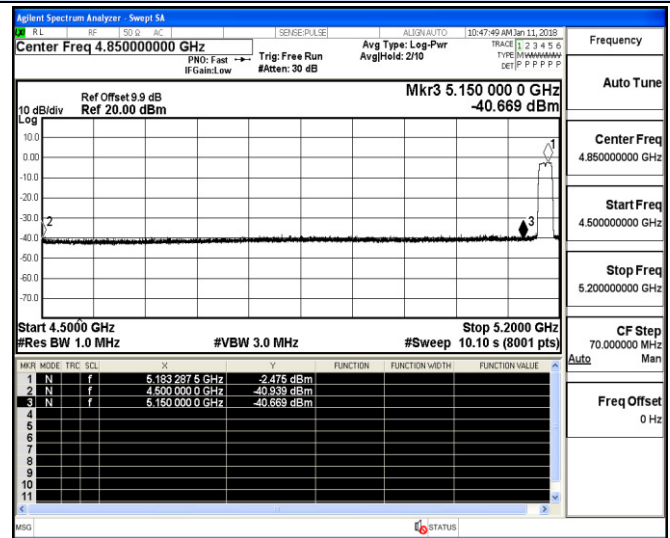 Agilent Spectrum Analyzer - Swept SA
RL RF 50 Ω AC SENSE:PULSE ALIGN AUTO 10:47:49 AM Jan 11, 2018
Center Freq 4.850000000 GHz
PNO: Fast
IFGain:Low
Trig: Free Run
#Atten: 30 dB
Avg Type: Log-Pwr
Avg|Hold: 2/10
TRACE 1 2 3 4 5 6
TYPE MWWWWW
DET P P P P P P
Frequency
Auto Tune
Center Freq
4.850000000 GHz
Start Freq
4.500000000 GHz
Stop Freq
5.200000000 GHz
CF Step
70.000000 MHz
Auto Man
Freq Offset
0 Hz
Mkr3 5.150 000 0 GHz
-40.669 dBm
Ref Offset 9.9 dB
10 dB/div Ref 20.00 dBm
Log
10.0
0.00
-10.0
-20.0
-30.0
-40.0
-50.0
-60.0
-70.0
1
2
3
Start 4.5000 GHz Stop 5.2000 GHz
#Res BW 1.0 MHz #VBW 3.0 MHz #Sweep 10.10 s (8001 pts)
MKR MODE TRC SCL X Y FUNCTION FUNCTION WIDTH FUNCTION VALUE
1 N f 5.183 287 5 GHz -2.475 dBm
2 N f 4.500 000 0 GHz -40.939 dBm
3 N f 5.150 000 0 GHz -40.669 dBm
4
5
6
7
8
9
10
11
MSG STATUS